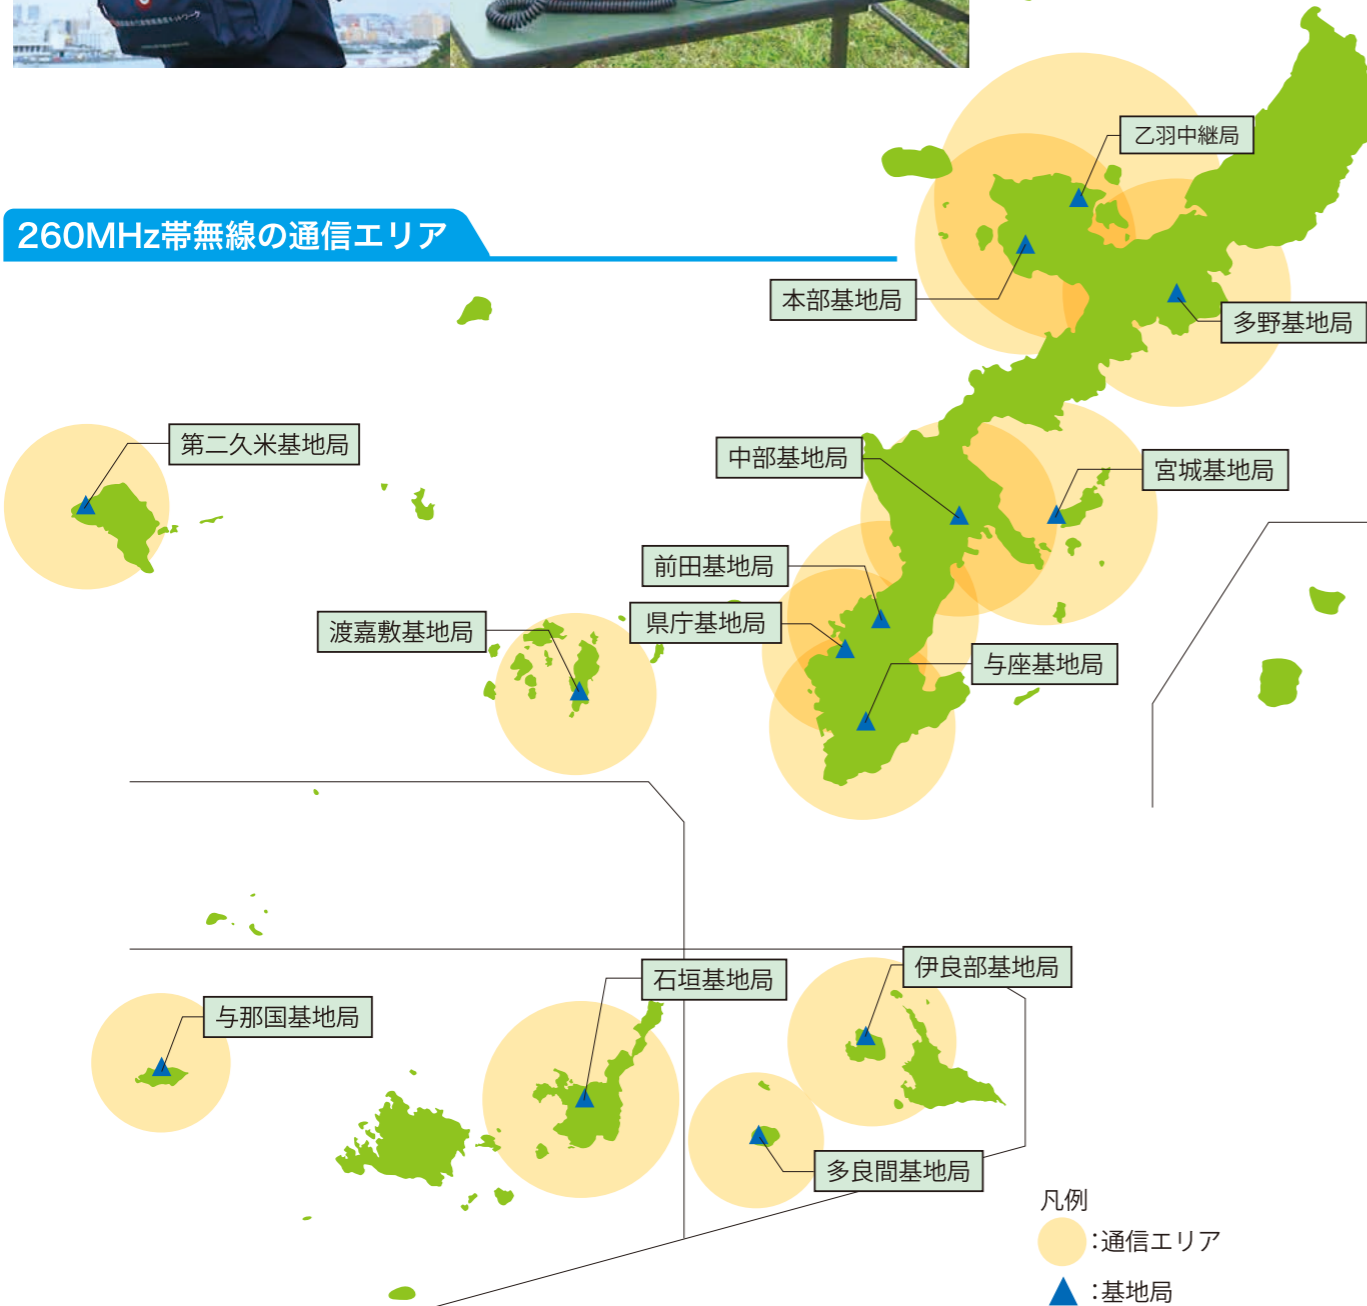 260MHz帯無線の通信エリア
乙羽中継局
本部基地局
多野基地局
第二久米基地局
中部基地局
宮城基地局
前田基地局
県庁基地局
渡嘉敷基地局
与座基地局
伊良部基地局
石垣基地局
与那国基地局
多良間基地局
凡例
:通信エリア
:基地局